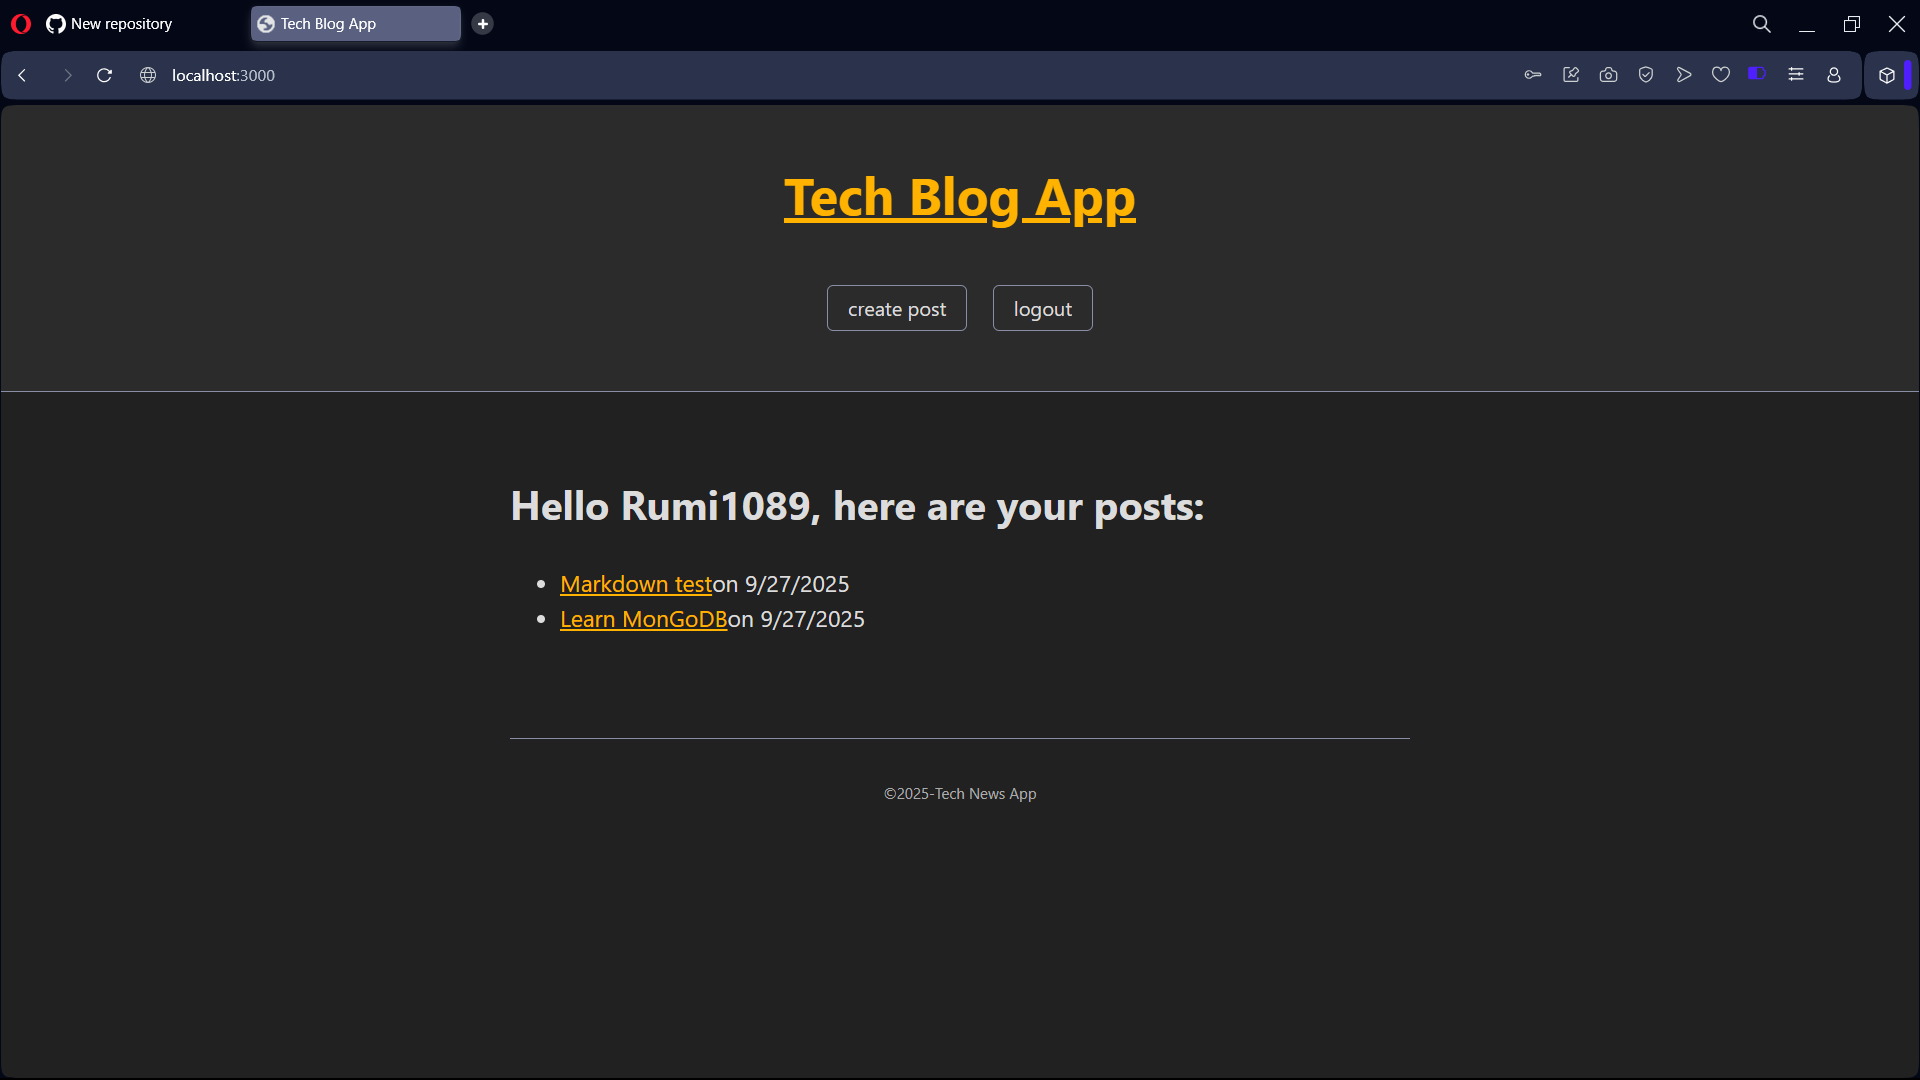 New repository
Tech Blog App
localhost:3000
Tech Blog App
create post logout
Hello Rumi1089, here are your posts:
Markdown teston 9/27/2025
Learn MonGoDBon 9/27/2025
©2025-Tech News App